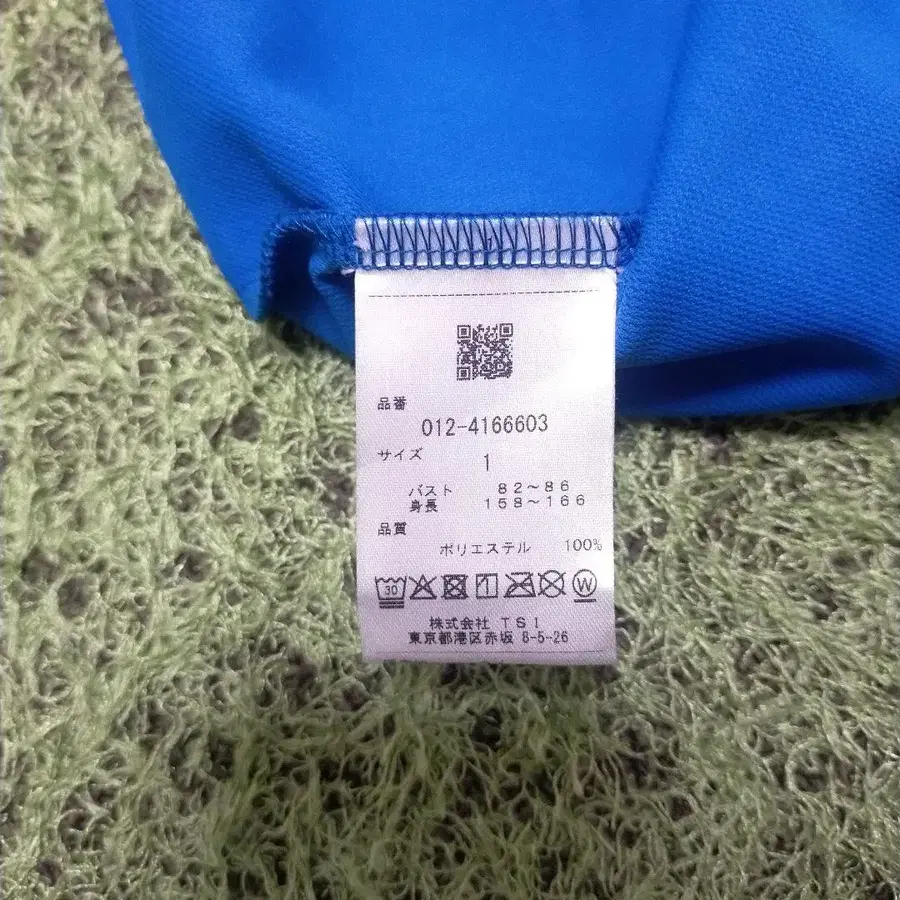 品番
012-4166603
サイズ
1
バスト 82～86
身長 158～166
品質
ポリエステル 100%
30 1 W
株式会社 TSI
東京都港区赤坂 8-5-26